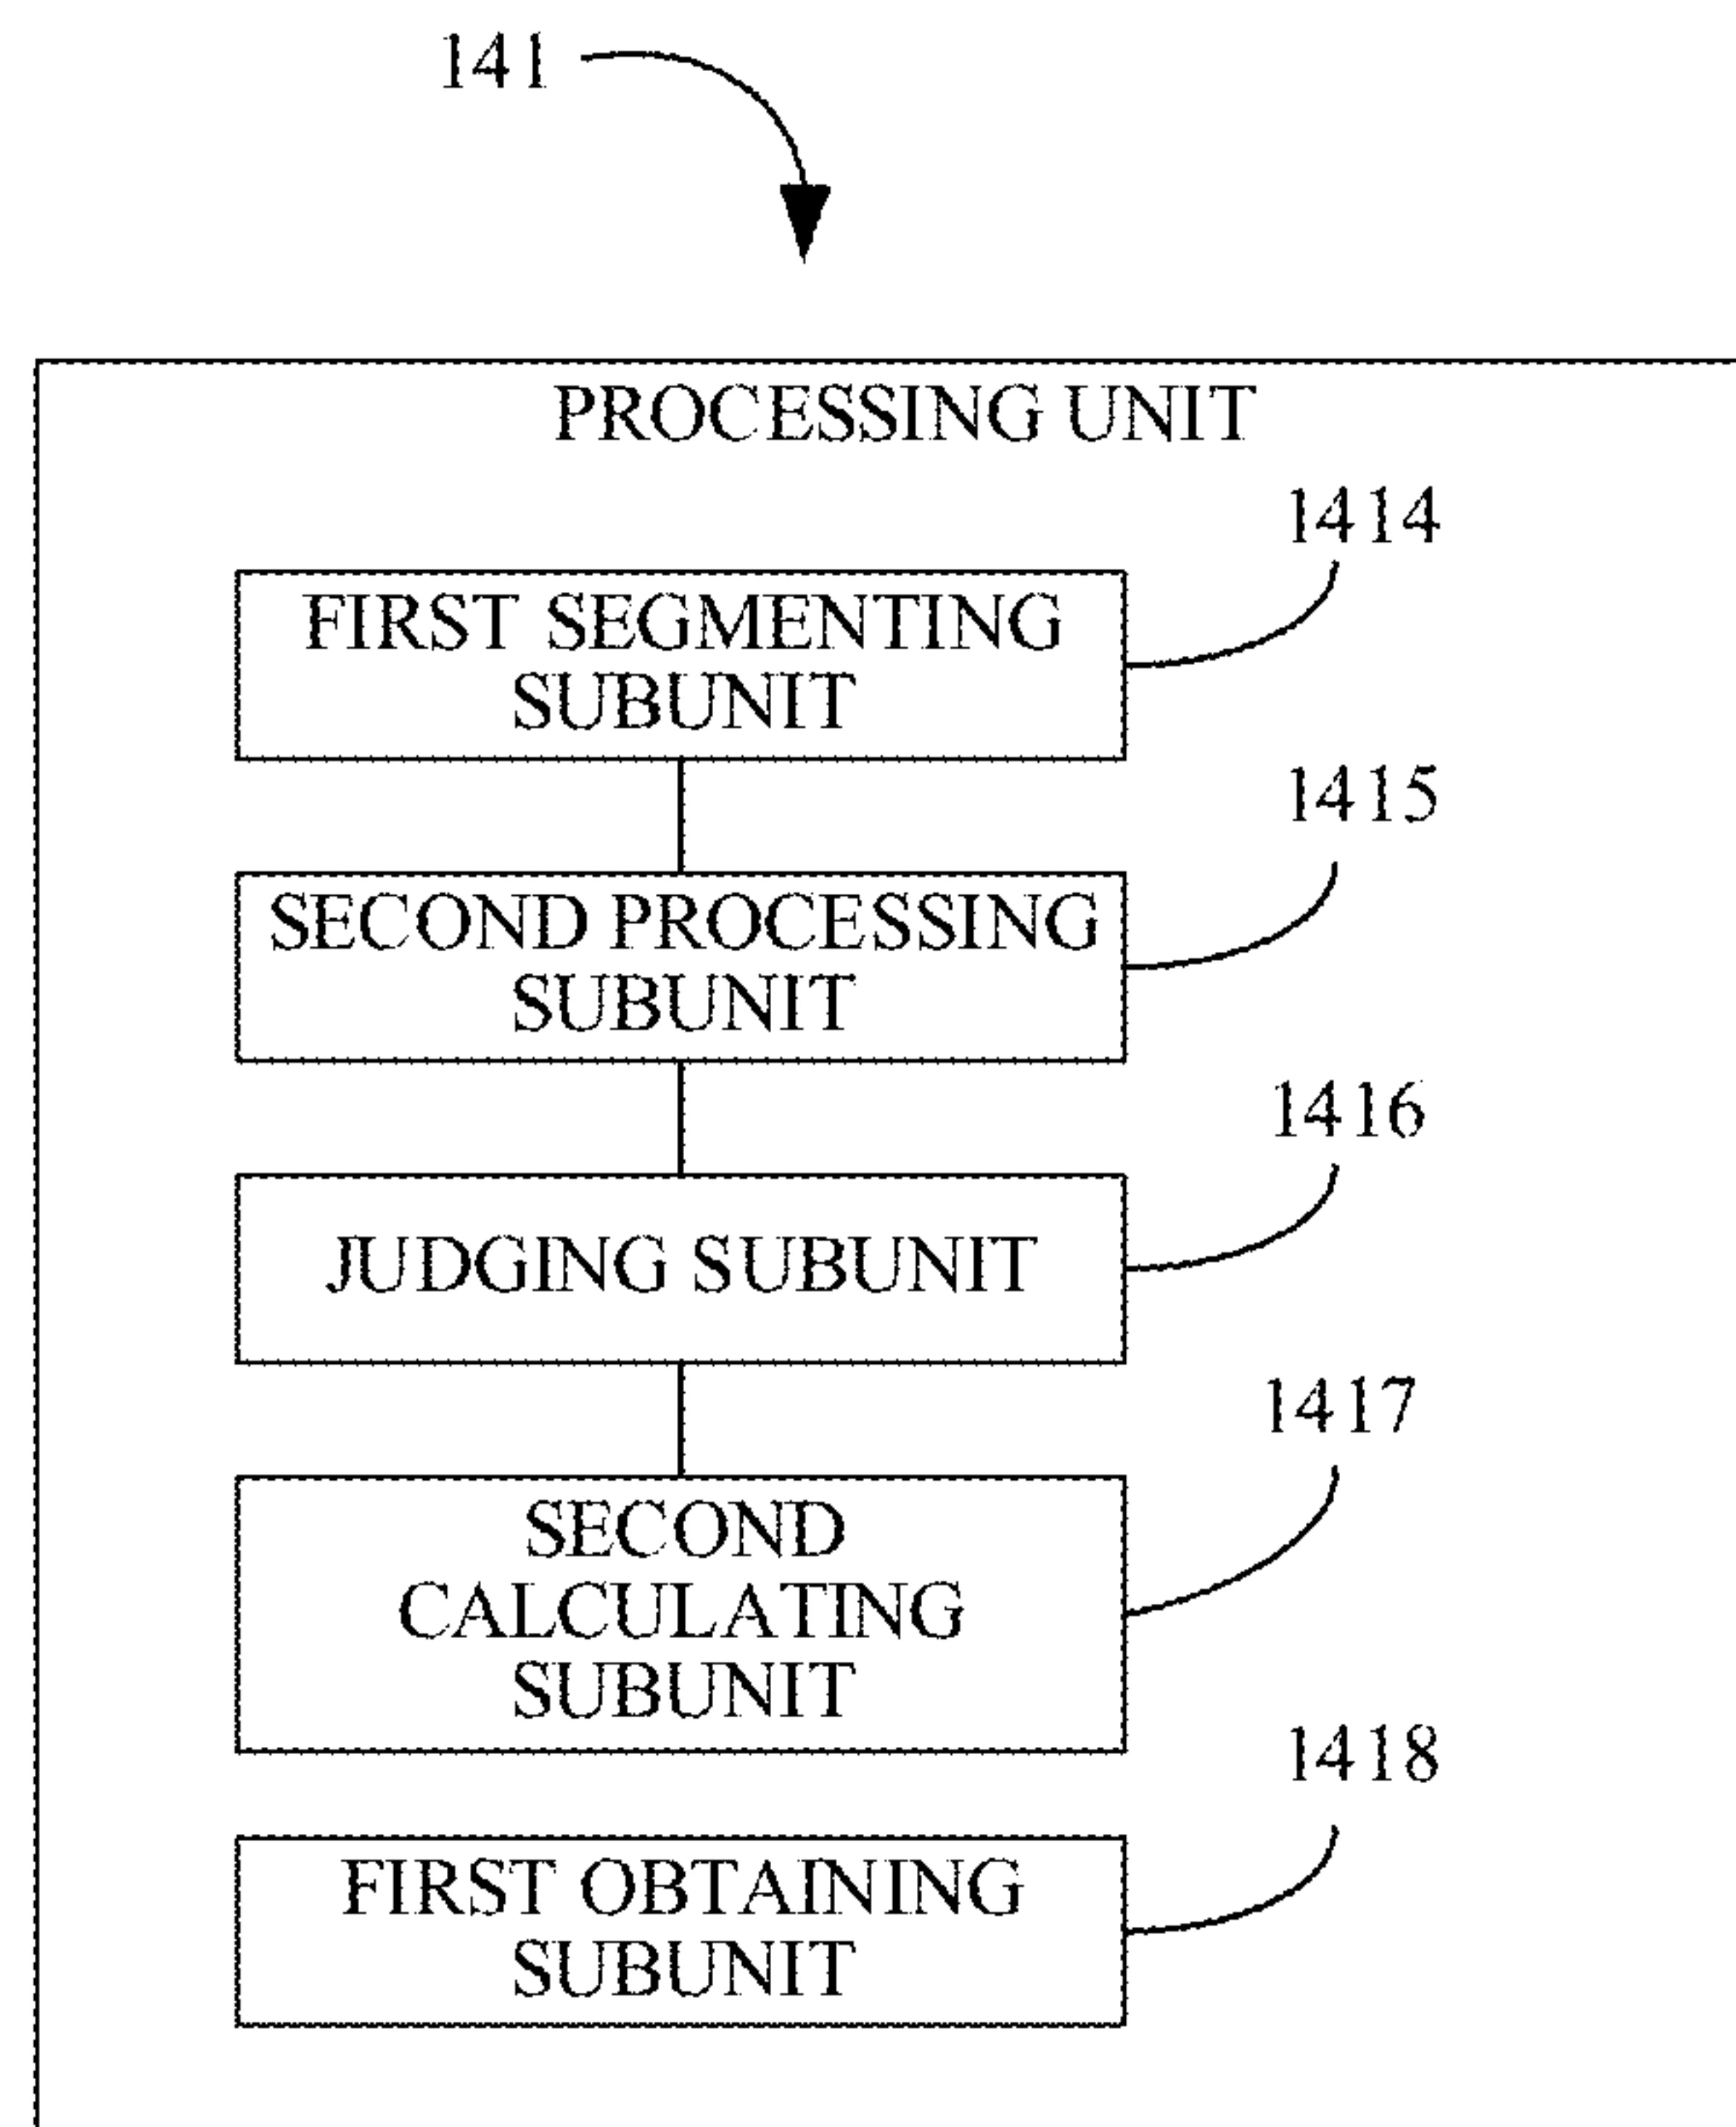 141
PROCESSING UNIT
1414
FIRST SEGMENTING
SUBUNIT
1415
SECOND PROCESSING
SUBUNIT
1416
JUDGING SUBUNIT
1417
SECOND
CALCULATING
SUBUNIT
1418
FIRST OBTAINING
SUBUNIT